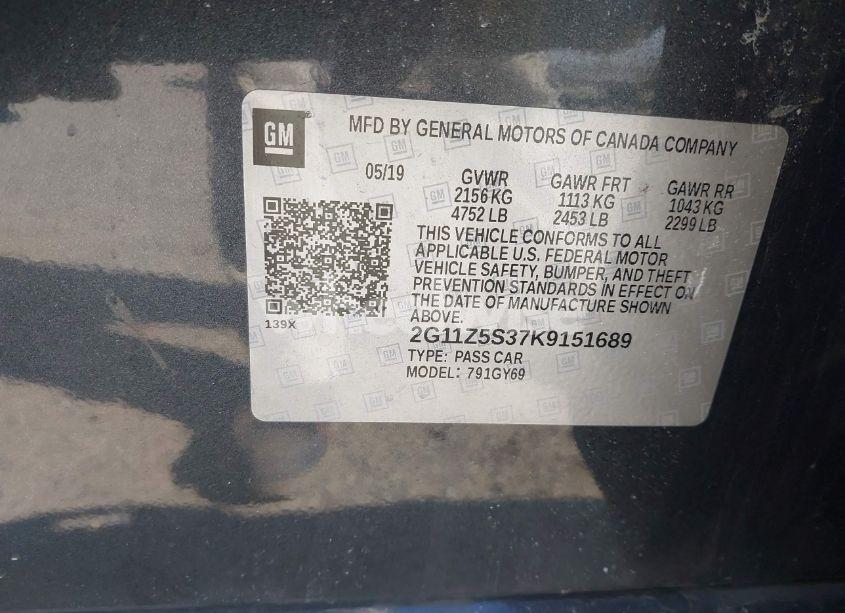 GM
MFD BY GENERAL MOTORS OF CANADA COMPANY
05/19
GVWR
2156 KG
4752 LB
GAWR FRT
1113 KG
2453 LB
GAWR RR
1043 KG
2299 LB
THIS VEHICLE CONFORMS TO ALL
APPLICABLE U.S. FEDERAL MOTOR
VEHICLE SAFETY, BUMPER, AND THEFT
PREVENTION STANDARDS IN EFFECT ON
THE DATE OF MANUFACTURE SHOWN
ABOVE.
139X
2G11Z5S37K9151689
TYPE: PASS CAR
MODEL: 791GY69